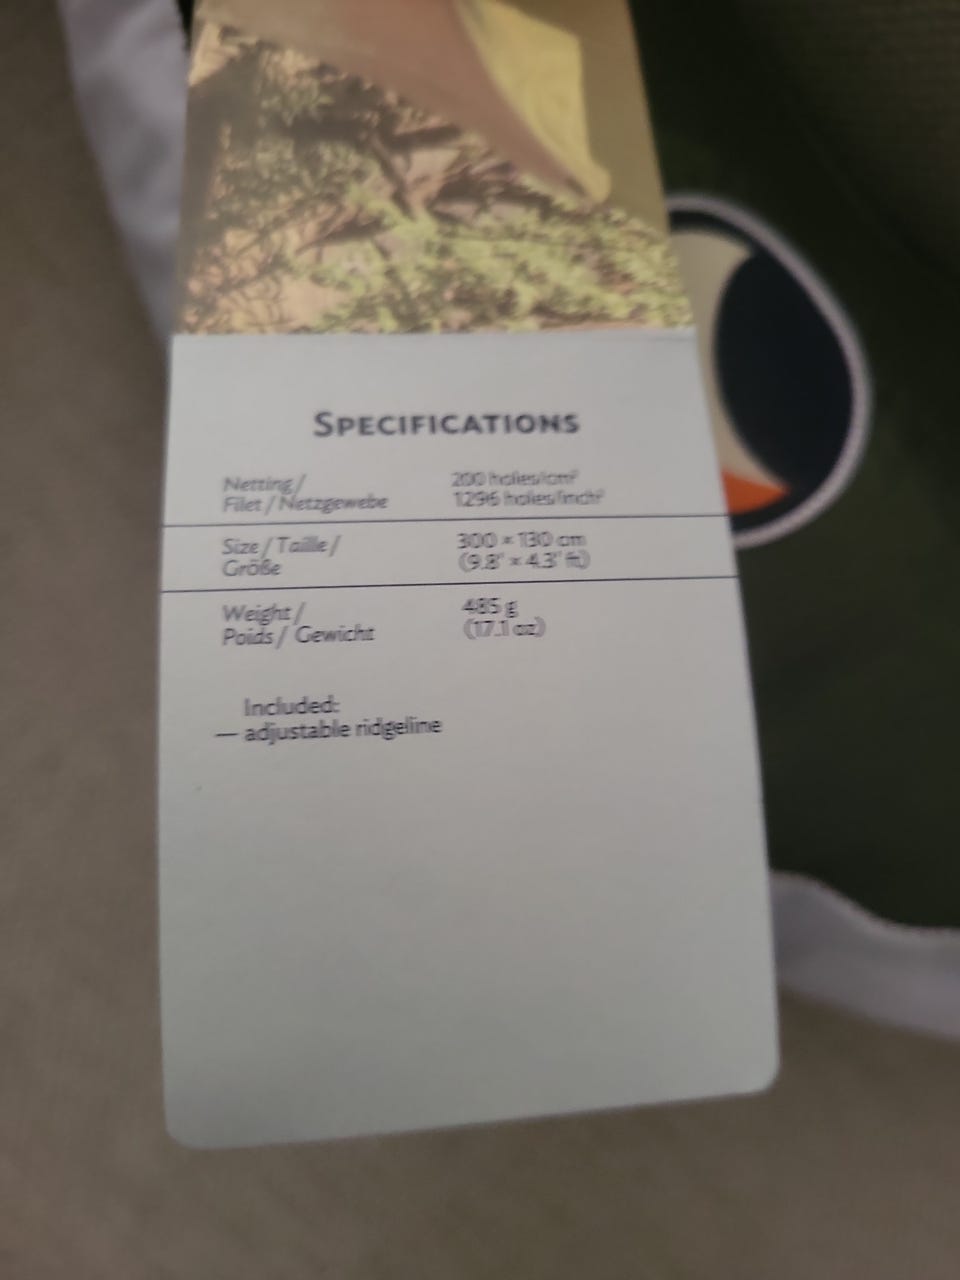 SPECIFICATIONS
Netting/ 200 holes/cm²
Filet / Netzgewebe 1296 holes/inch²
Size / Taille / 300 × 130 cm
Größe (9.8' × 4.3' ft)
Weight / 485 g
Poids / Gewicht (17.1 oz)
Included:
— adjustable ridgeline